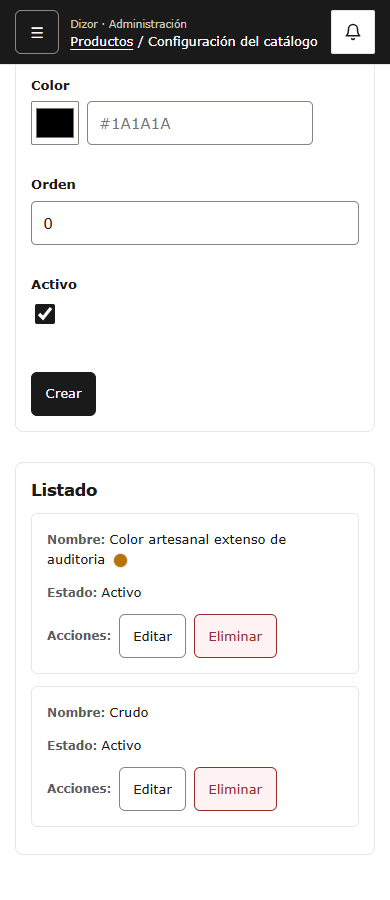 Dizor · Administración
Productos / Configuración del catálogo
Color
#1A1A1A
Orden
0
Activo
Crear
Listado
Nombre: Color artesanal extenso de
auditoria
Estado: Activo
Acciones: Editar Eliminar
Nombre: Crudo
Estado: Activo
Acciones: Editar Eliminar